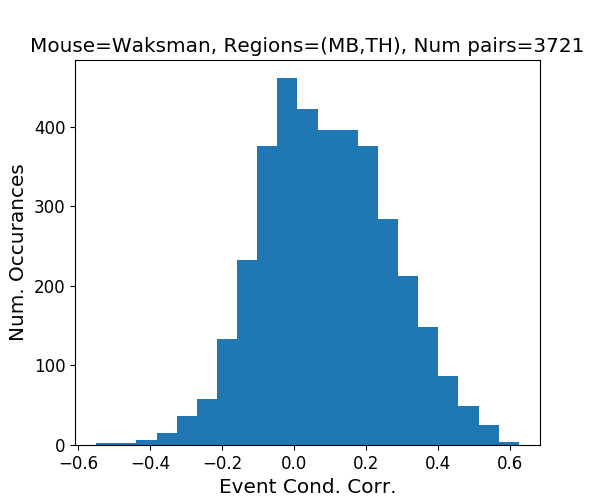 Mouse=Waksman, Regions=(MB,TH), Num pairs=3721
400
300
200
100
0
Num. Occurances
−0.6 −0.4 −0.2 0.0 0.2 0.4 0.6
Event Cond. Corr.